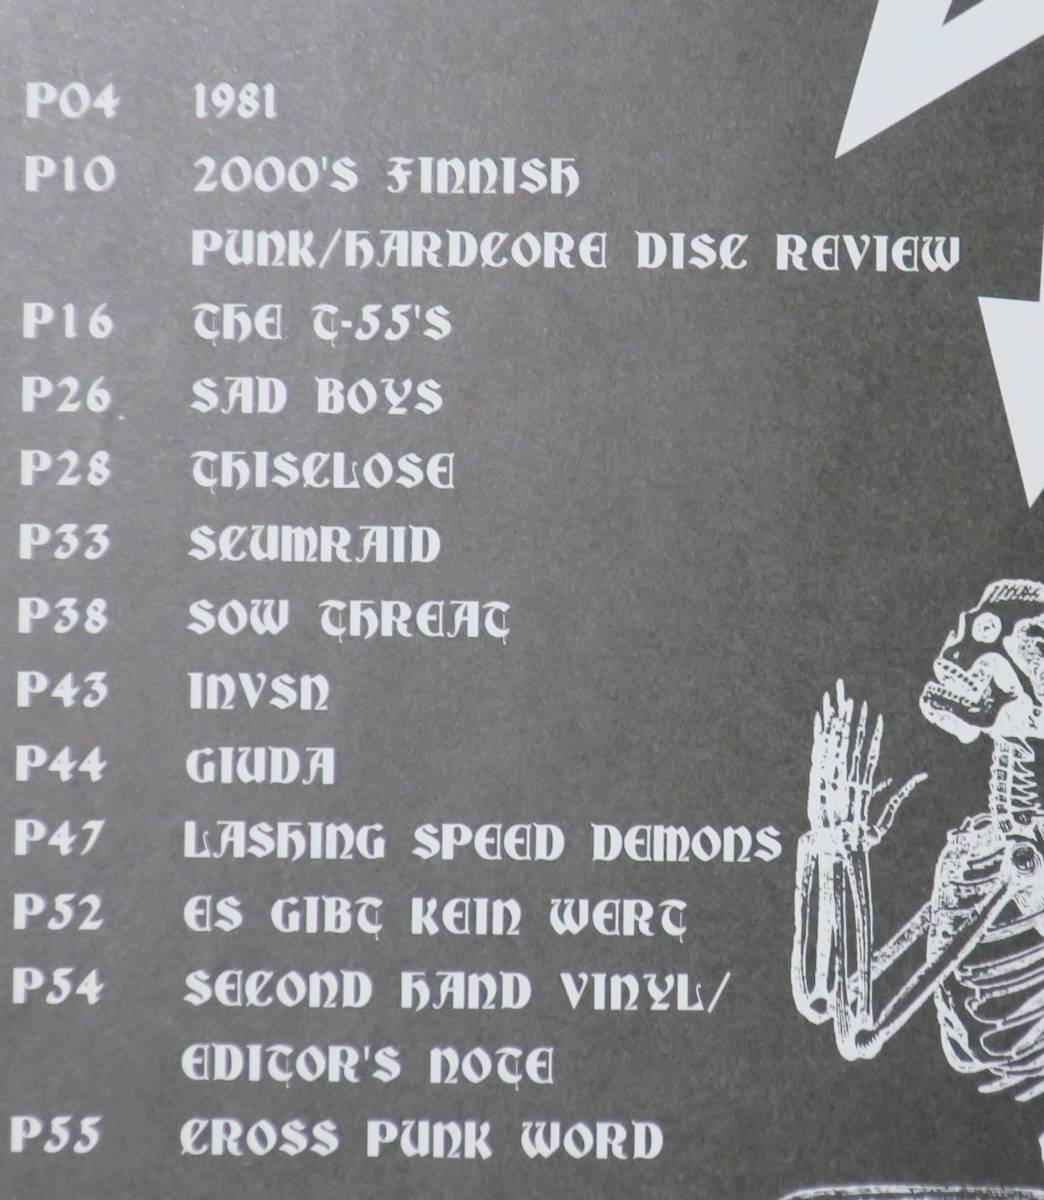 P04 1981
P10 2000'S FINNISH
PUNK/HARDCORE DISC REVIEW
P16 THE T-55'S
P26 SAD BOYS
P28 THISCLOSE
P33 SCUMRAID
P38 SOW THREAT
P43 INVSN
P44 GIUDA
P47 LASHING SPEED DEMONS
P52 ES GIBT KEIN WERT
P54 SECOND HAND VINYL/
EDITOR'S NOTE
P55 CROSS PUNK WORD